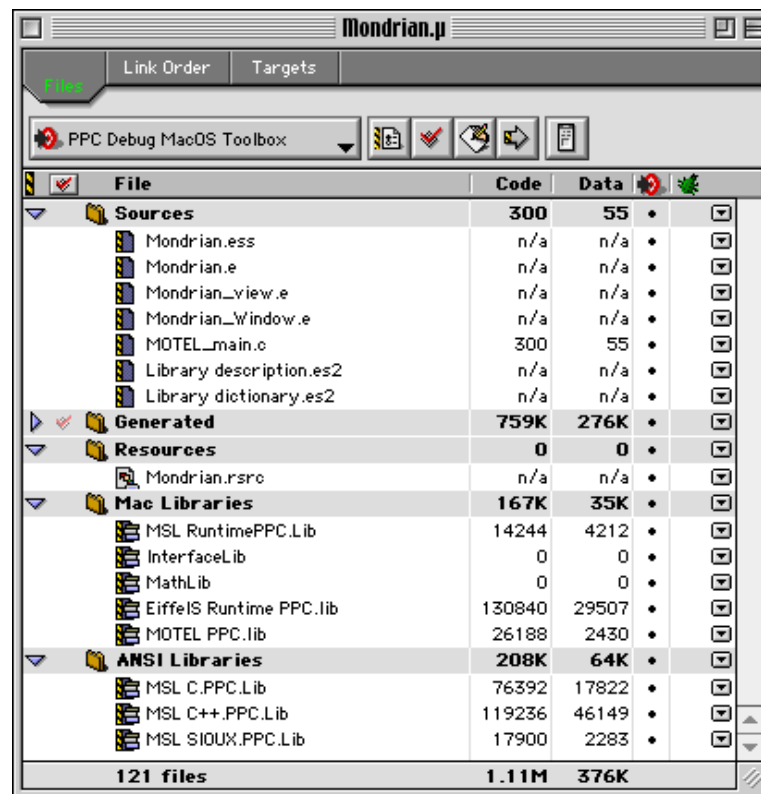 Mondrian.µ
Files Link Order Targets
PPC Debug MacOS Toolbox
File Code Data
Sources 300 55 •
Mondrian.ess n/a n/a •
Mondrian.e n/a n/a •
Mondrian_view.e n/a n/a •
Mondrian_Window.e n/a n/a •
MOTEL_main.c 300 55 •
Library description.es2 n/a n/a •
Library dictionary.es2 n/a n/a •
Generated 759K 276K •
Resources 0 0 •
Mondrian.rsrc n/a n/a •
Mac Libraries 167K 35K •
MSL RuntimePPC.Lib 14244 4212 •
InterfaceLib 0 0 •
MathLib 0 0 •
EiffelS Runtime PPC.lib 130840 29507 •
MOTEL PPC.lib 26188 2430 •
ANSI Libraries 208K 64K •
MSL C.PPC.Lib 76392 17822 •
MSL C++.PPC.Lib 119236 46149 •
MSL SIOUX.PPC.Lib 17900 2283 •
121 files 1.11M 376K